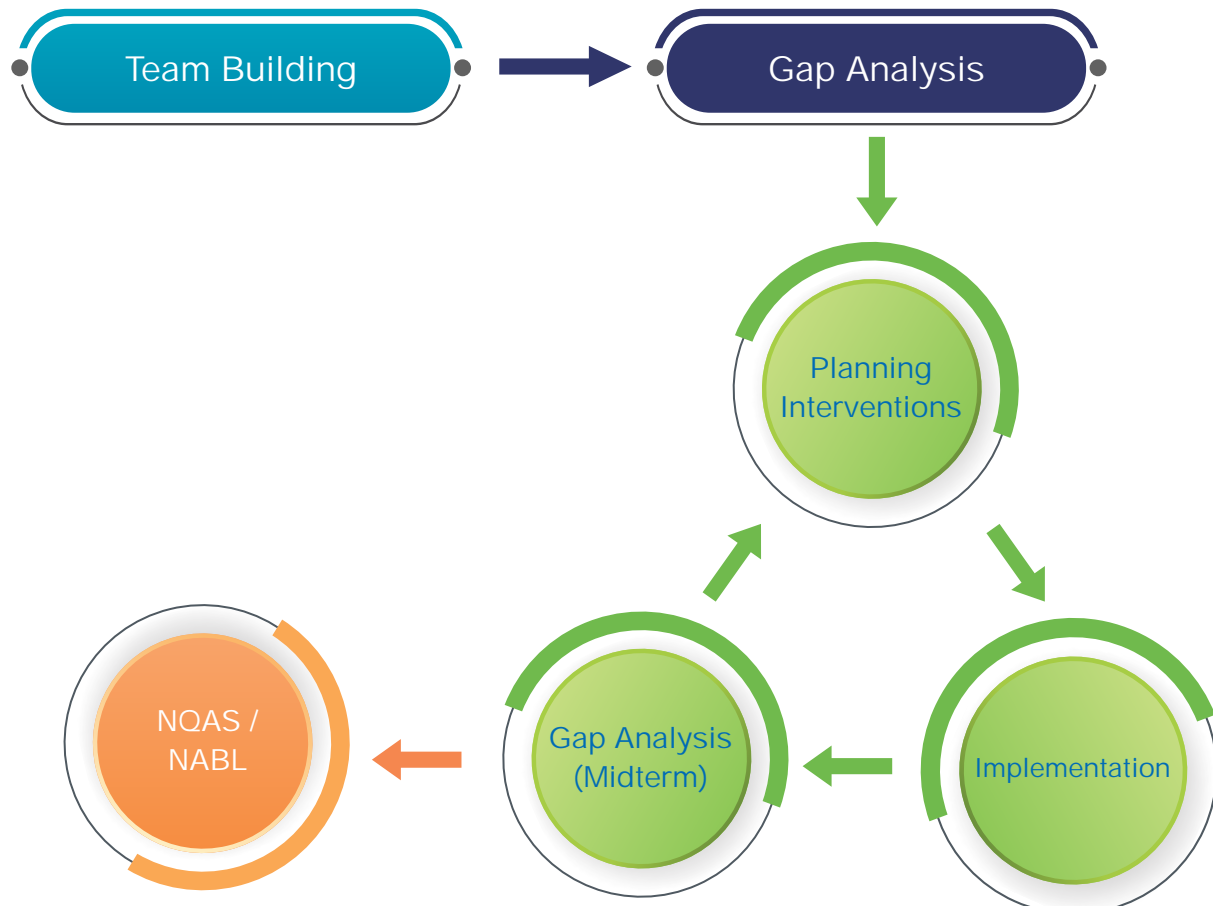 Team Building
Gap Analysis
Planning
Interventions
Implementation
Gap Analysis
(Midterm)
NQAS /
NABL